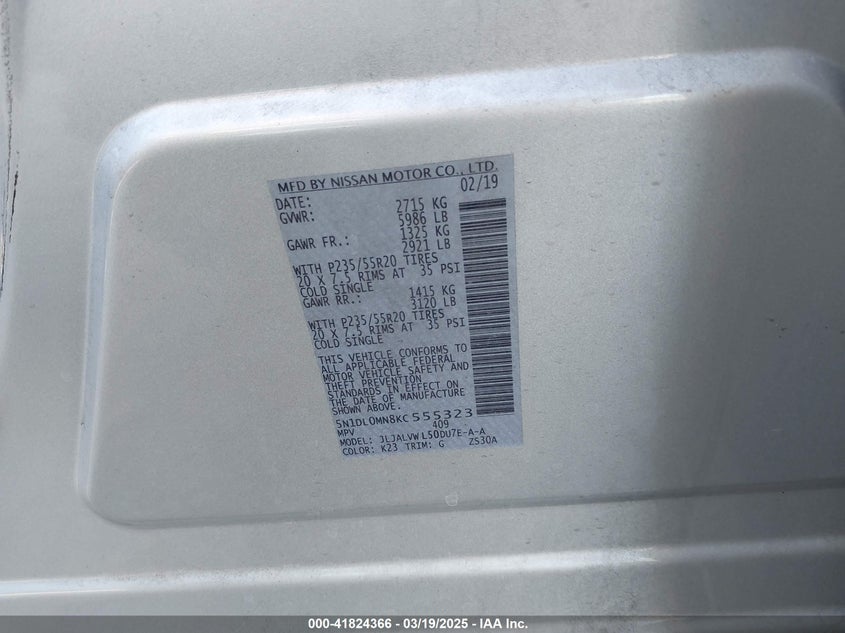 MFD BY NISSAN MOTOR CO., LTD.
DATE: 02/19
GVWR: 2715 KG
5986 LB
GAWR FR.: 1325 KG
2921 LB
WITH P235/55R20 TIRES
20 X 7.5 RIMS AT 35 PSI
COLD SINGLE
GAWR RR.: 1415 KG
3120 LB
WITH P235/55R20 TIRES
20 X 7.5 RIMS AT 35 PSI
COLD SINGLE
THIS VEHICLE CONFORMS TO
ALL APPLICABLE FEDERAL
MOTOR VEHICLE SAFETY AND
THEFT PREVENTION
STANDARDS IN EFFECT ON
THE DATE OF MANUFACTURE
SHOWN ABOVE.
5N1DL0MN8KC555323
MPV 409
MODEL: JLJALVWL50DU7E-A-A
COLOR: K23 TRIM: G ZS30A
000-41824366 - 03/19/2025 - IAA Inc.